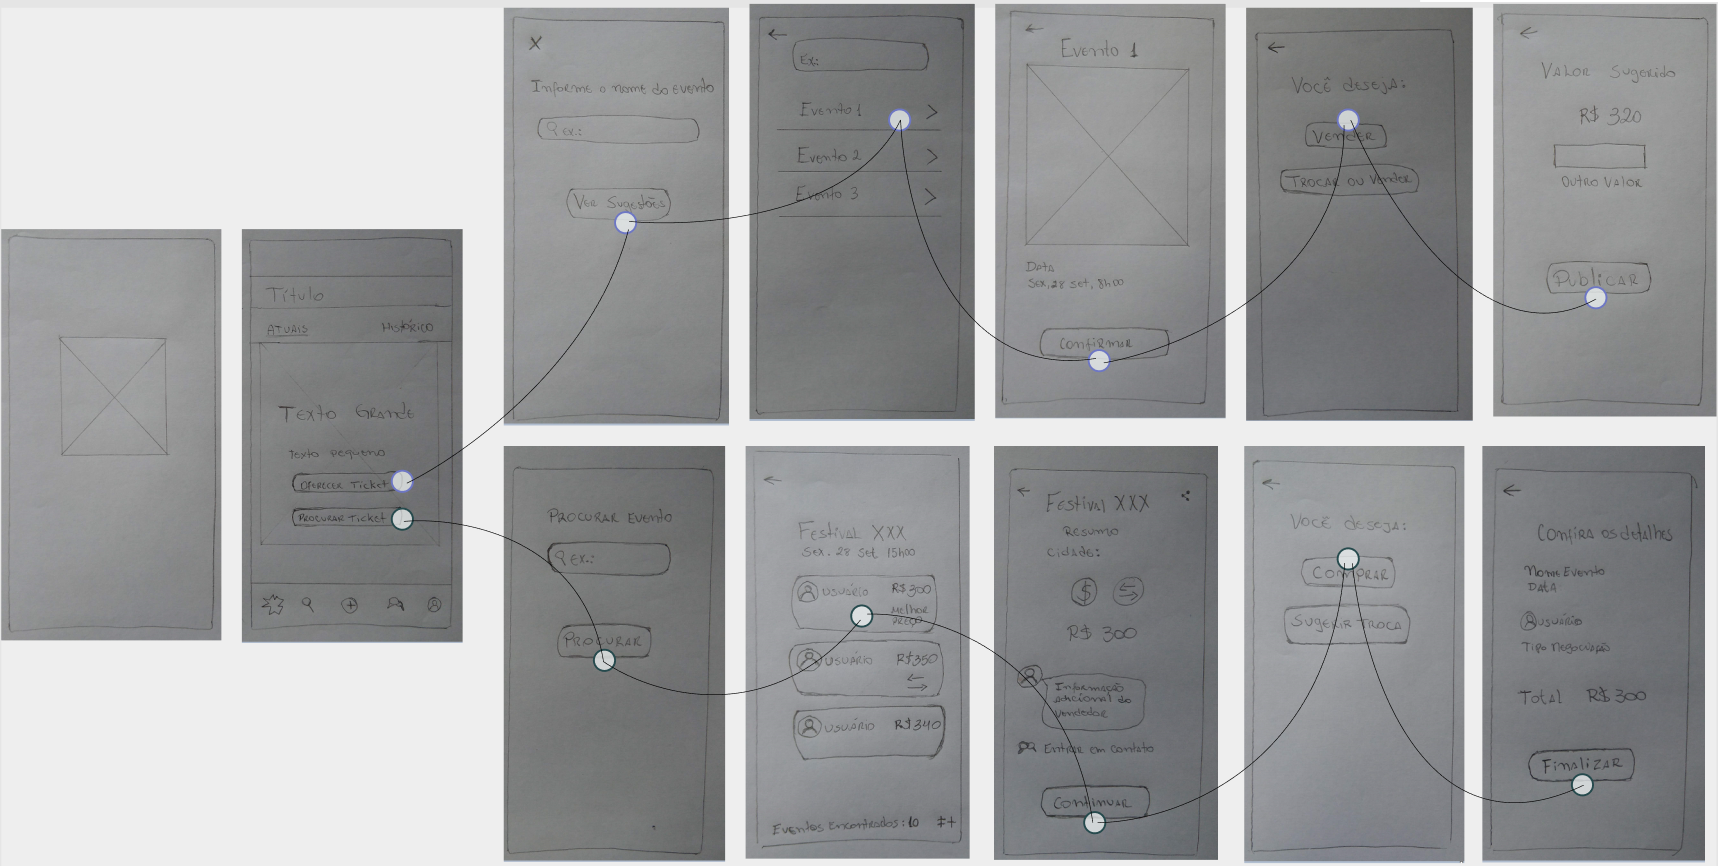 Título
ATUAIS
HISTÓRICO
TEXTO GRANDE
Texto pequeno
OFERECER Ticket
PROCURAR Ticket
X
Informe o nome do evento
Ex.:
VER SUGESTÕES
Ex.:
Evento 1
Evento 2
Evento 3
Evento 1
DATA
Sex, 28 set, 8h00
Confirmar
VOCÊ DESEJA:
VENDER
TROCAR OU Vender
VALOR Sugerido
R$ 320
OUTRO VALOR
PUBLICAR
PROCURAR EVENTO
Ex.:
PROCURAR
Festival XXX
Sex. 28 set 15h00
USUÁRIO R$300
MELHOR
PREÇO
USUÁRIO R$350
USUÁRIO R$340
Eventos Encontrados: 10
Festival XXX
Resumo
CIDADE:
$
R$ 300
Informação
adicional do
vendedor
Entrar em contato
Continuar
VOCÊ DESEJA:
COMPRAR
SUGERIR TROCA
Confira os detalhes
Nome Evento
DATA
USUÁRIO
Tipo Negociação
TOTAL R$300
FINALIZAR